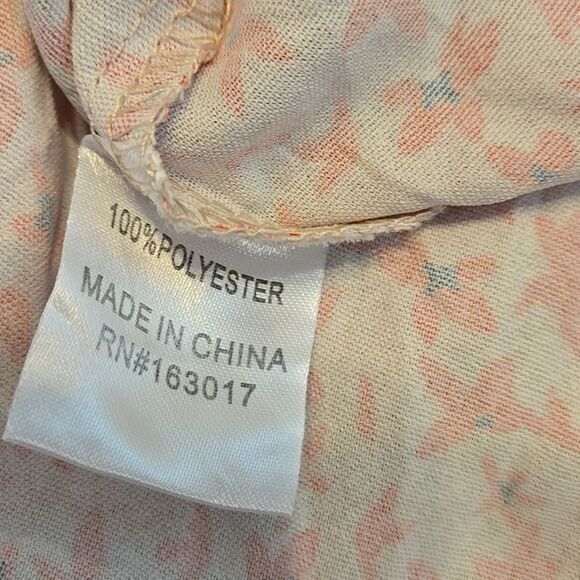 100%POLYESTER
MADE IN CHINA
RN#163017